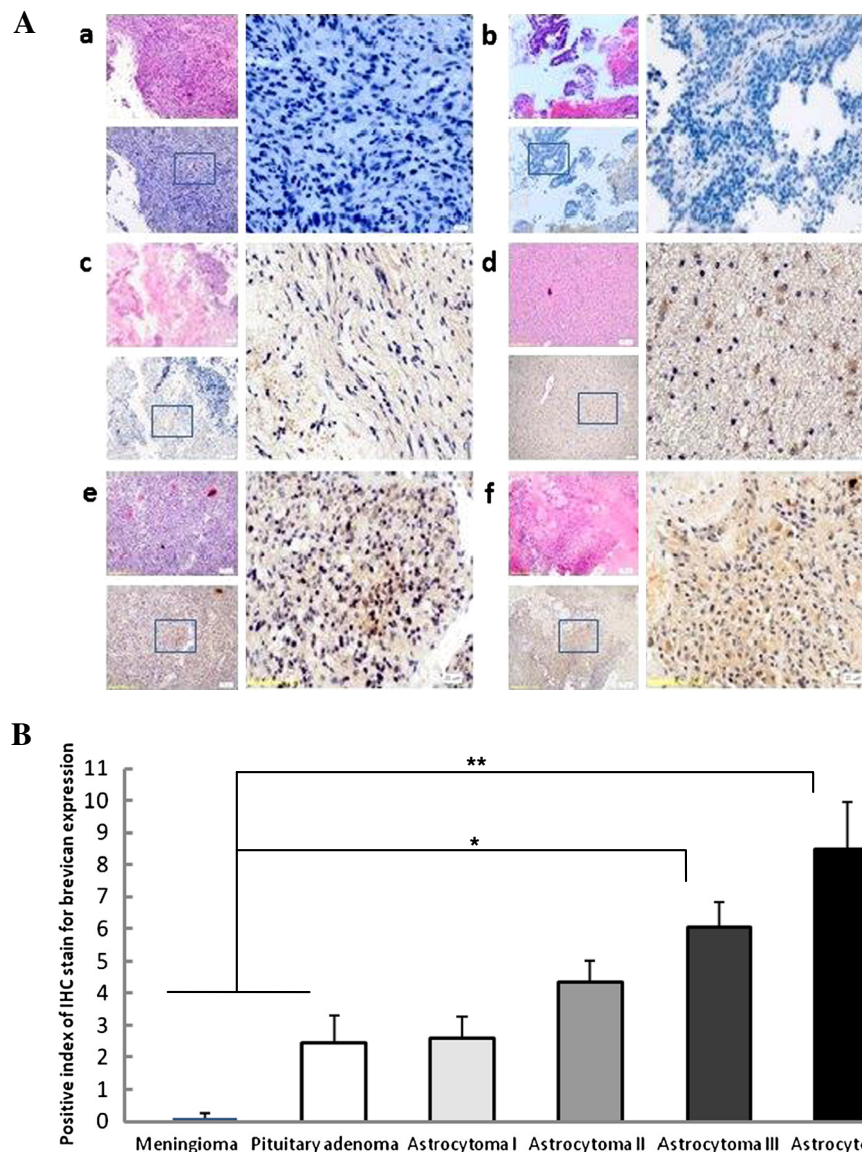 A
a
b
c
d
e
f
B
Positive index of IHC stain for brevican expression
11
10
9
8
7
6
5
4
3
2
1
0
**
*
Meningioma Pituitary adenoma Astrocytoma I Astrocytoma II Astrocytoma III Astrocyto